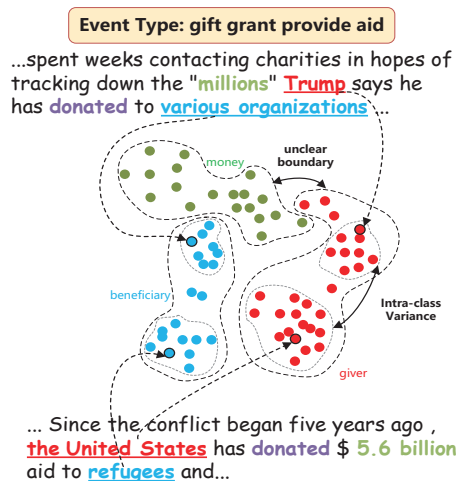 Event Type: gift grant provide aid
...spent weeks contacting charities in hopes of
tracking down the "millions" Trump says he
has donated to various organizations ...
money
unclear
boundary
beneficiary
Intra-class
Variance
giver
... Since the conflict began five years ago ,
the United States has donated $ 5.6 billion
aid to refugees and...